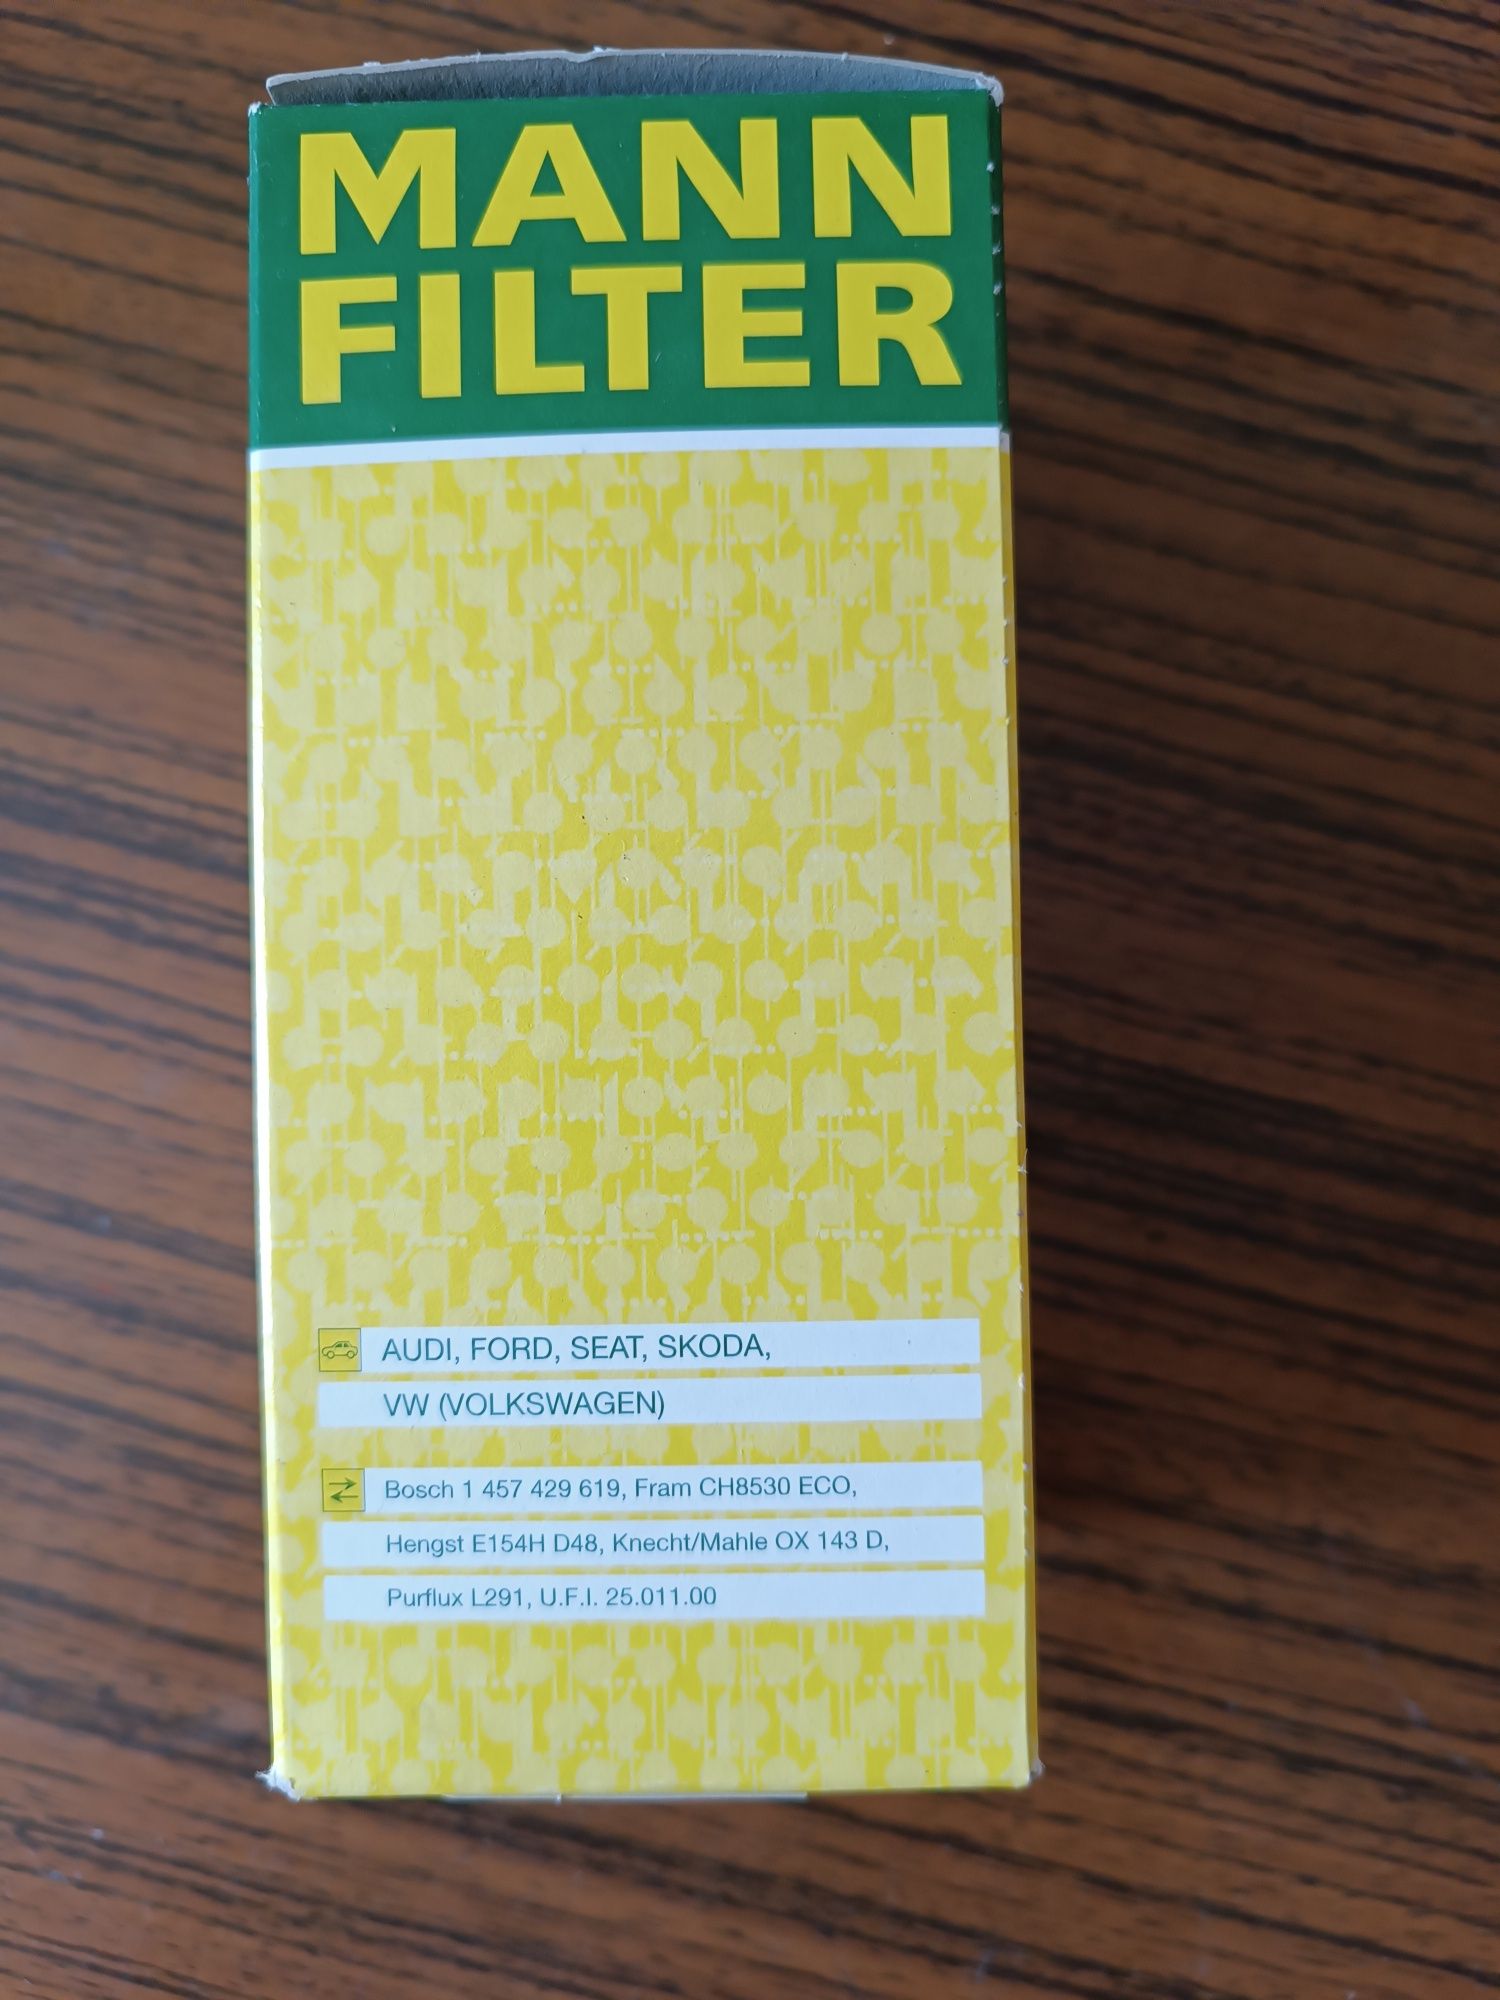 MANN
FILTER
AUDI, FORD, SEAT, SKODA,
VW (VOLKSWAGEN)
Bosch 1 457 429 619, Fram CH8530 ECO,
Hengst E154H D48, Knecht/Mahle OX 143 D,
Purflux L291, U.F.I. 25.011.00